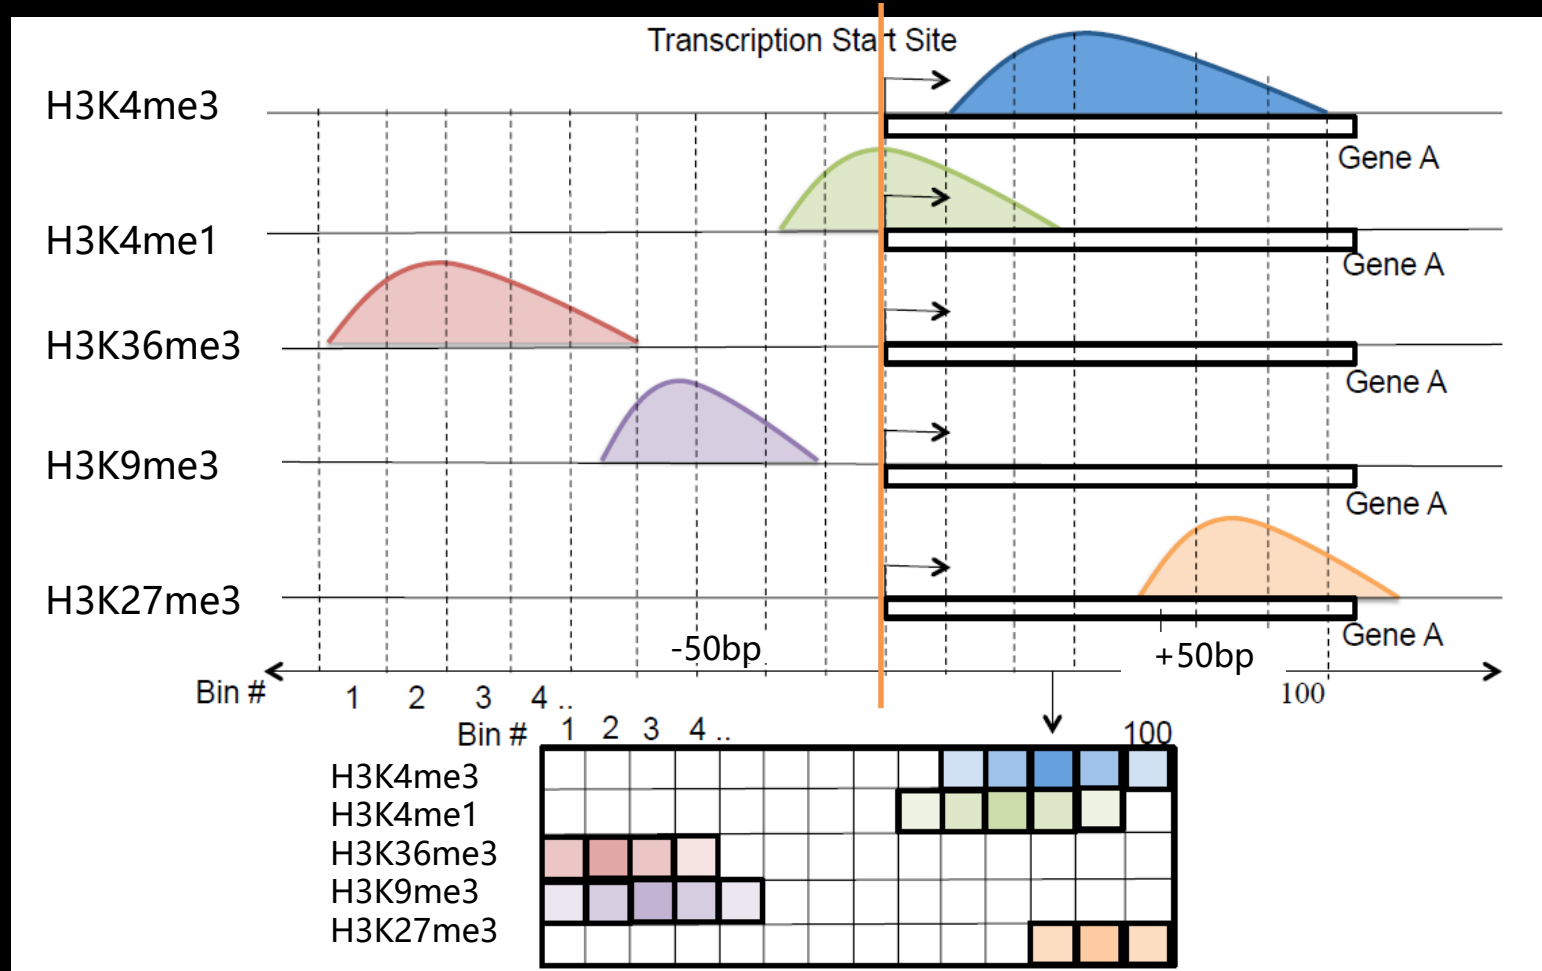 Transcription Start Site
H3K4me3
Gene A
H3K4me1
Gene A
H3K36me3
Gene A
H3K9me3
Gene A
H3K27me3
Gene A
-50bp
+50bp
Bin # 1 2 3 4 .. 100
Bin # 1 2 3 4 .. 100
H3K4me3
H3K4me1
H3K36me3
H3K9me3
H3K27me3